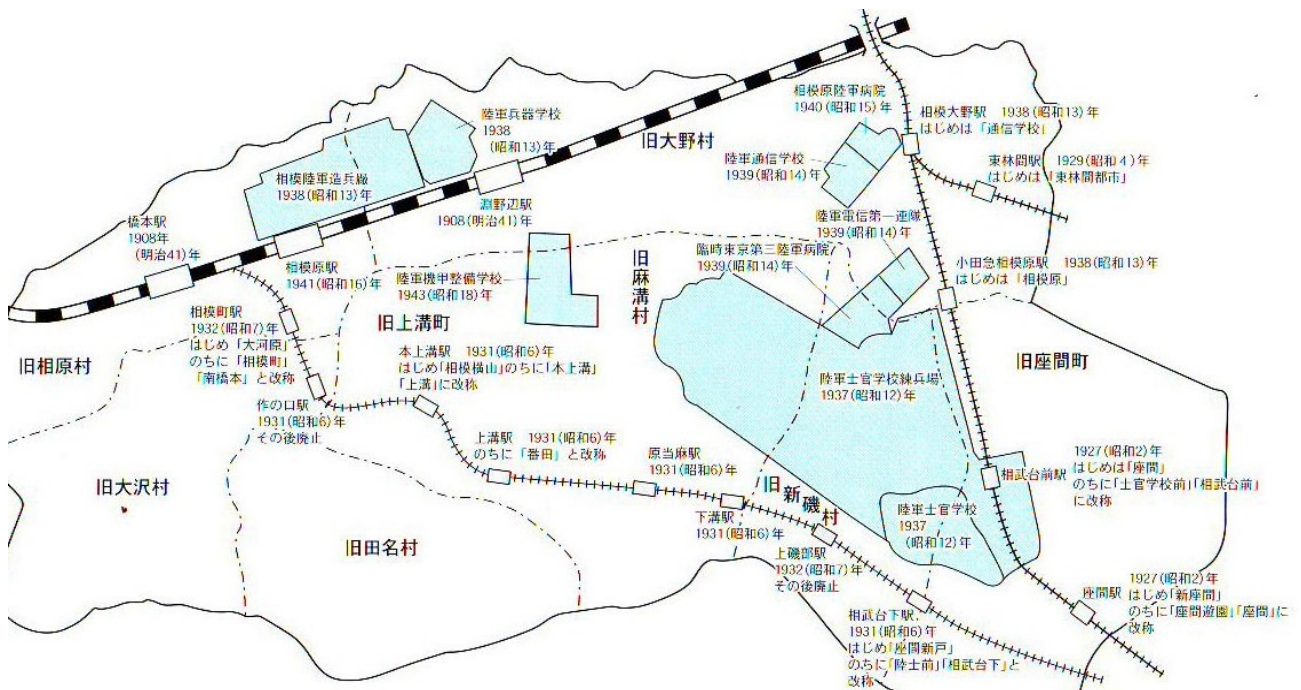 陸軍兵器学校
1938
(昭和13)年
相模陸軍造兵廠
1938(昭和13)年
旧大野村
相模原陸軍病院
1940(昭和15)年
相模大野駅 1938(昭和13)年
はじめは「通信学校」
陸軍通信学校
1939(昭和14)年
東林間駅 1929(昭和4)年
はじめは「東林間都市」
橋本駅
1908年
(明治41)年
淵野辺駅
1908(明治41)年
陸軍電信第一連隊
1939(昭和14)年
臨時東京第三陸軍病院
1939(昭和14)年
小田急相模原駅 1938(昭和13)年
はじめは「相模原」
相模原駅
1941(昭和16)年
陸軍機甲整備学校
1943(昭和18)年
旧麻溝村
相模町駅
1932(昭和7)年
はじめ「大河原」
のちに「相模町」
「南橋本」と改称
旧上溝町
旧相原村
本上溝駅 1931(昭和6)年
はじめ「相模横山」のちに「本上溝」
「上溝」に改称
旧座間町
陸軍士官学校練兵場
1937(昭和12)年
作の口駅
1931(昭和6)年
その後廃止
上溝駅 1931(昭和6)年
のちに「番田」と改称
原当麻駅
1931(昭和6)年
相武台前駅
1927(昭和2)年
はじめは「座間」
のちに「士官学校前」「相武台前」
に改称
旧大沢村
旧新磯村
陸軍士官学校
1937
(昭和12)年
下溝駅
1931(昭和6)年
旧田名村
上磯部駅
1932(昭和7)年
その後廃止
座間駅
1927(昭和2)年
はじめ「新座間」
のちに「座間遊園」「座間」に
改称
相武台下駅
1931(昭和6)年
はじめ「座間新戸」
のちに「陸士前」「相武台下」と
改称